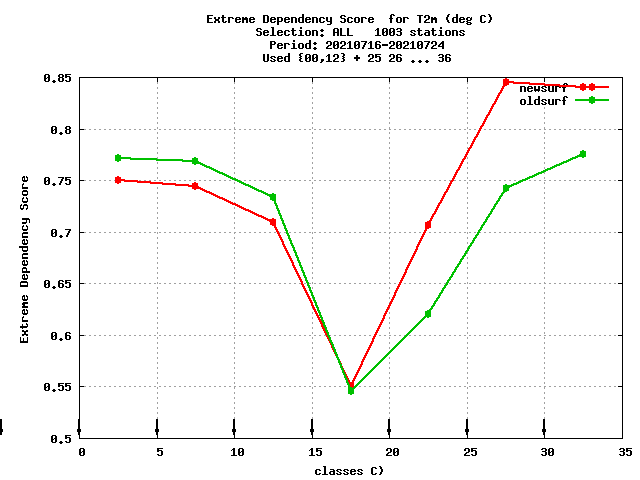 Extreme Dependency Score  for T2m (deg C)
Selection: ALL   1003 stations
Period: 20210716-20210724
Used {00,12} + 25 26 ... 36
0.85
0.8
0.75
0.7
0.65
0.6
0.55
0.5
Extreme Dependency Score
newsurf
oldsurf
0 5 10 15 20 25 30 35
classes C)